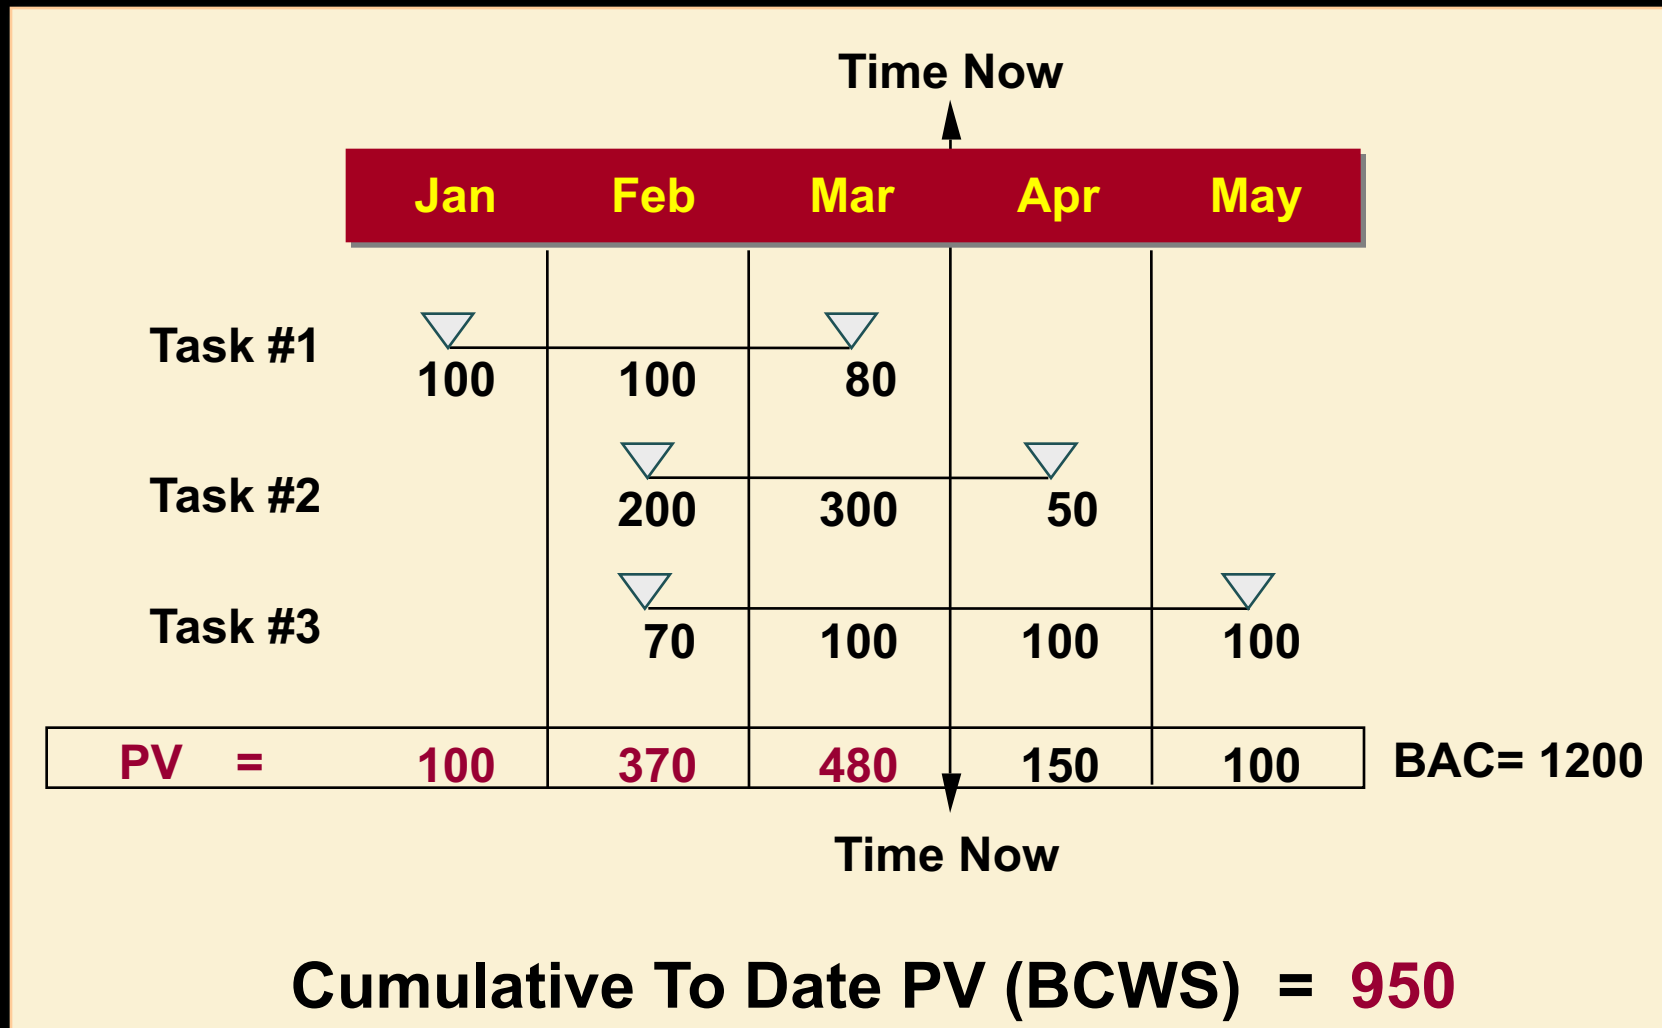 Time Now
Jan Feb Mar Apr May
Task #1
100 100 80
Task #2
200 300 50
Task #3
70 100 100 100
PV = 100 370 480 150 100 BAC= 1200
Time Now
Cumulative To Date PV (BCWS) = 950